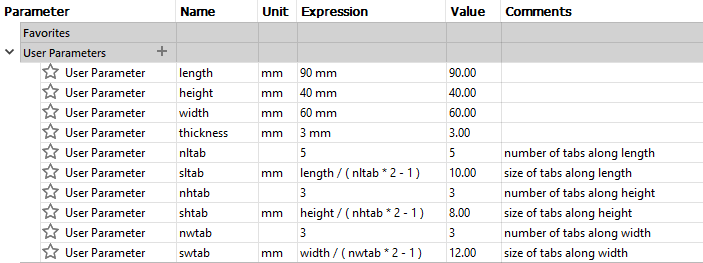 Parameter Name Unit Expression Value Comments
Favorites
User Parameters +
User Parameter length mm 90 mm 90.00
User Parameter height mm 40 mm 40.00
User Parameter width mm 60 mm 60.00
User Parameter thickness mm 3 mm 3.00
User Parameter nltab 5 5 number of tabs along length
User Parameter sltab mm length / ( nltab * 2 - 1 ) 10.00 size of tabs along length
User Parameter nhtab 3 3 number of tabs along height
User Parameter shtab mm height / ( nhtab * 2 - 1 ) 8.00 size of tabs along height
User Parameter nwtab 3 3 number of tabs along width
User Parameter swtab mm width / ( nwtab * 2 - 1 ) 12.00 size of tabs along width